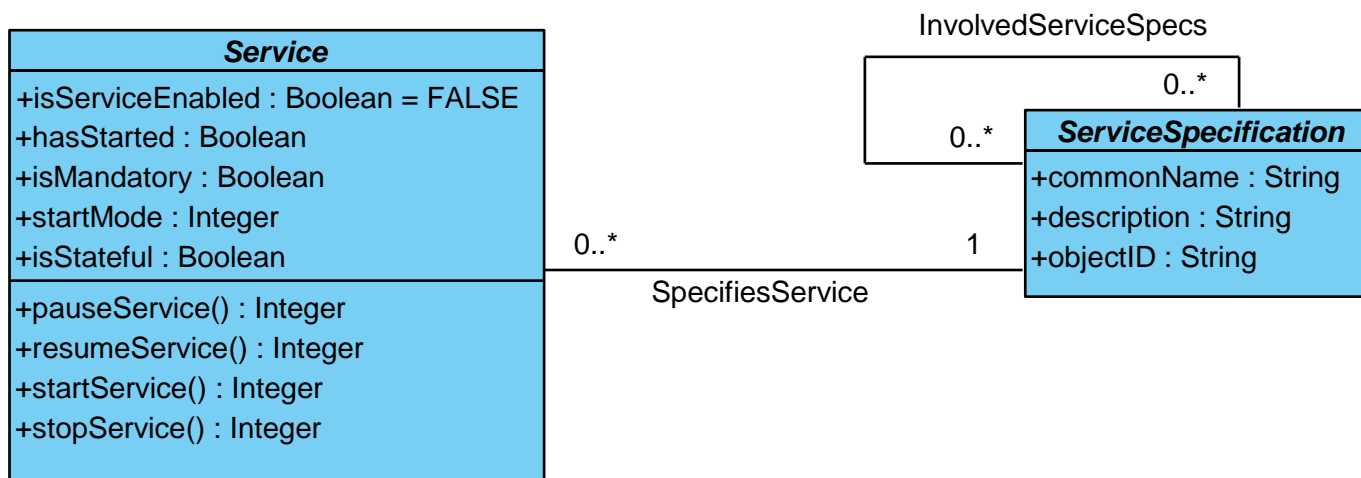 InvolvedServiceSpecs
Service
+isServiceEnabled : Boolean = FALSE
+hasStarted : Boolean
+isMandatory : Boolean
+startMode : Integer
+isStateful : Boolean
+pauseService() : Integer
+resumeService() : Integer
+startService() : Integer
+stopService() : Integer
0..*
1
SpecifiesService
0..*
0..*
ServiceSpecification
+commonName : String
+description : String
+objectID : String